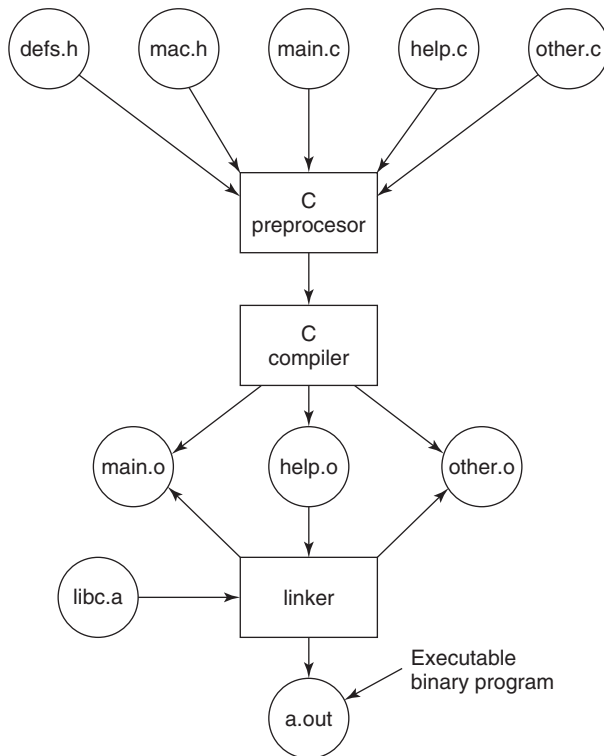 defs.h
mac.h
main.c
help.c
other.c
C
preprocesor
C
compiler
main.o
help.o
other.o
libc.a
linker
Executable
binary program
a.out